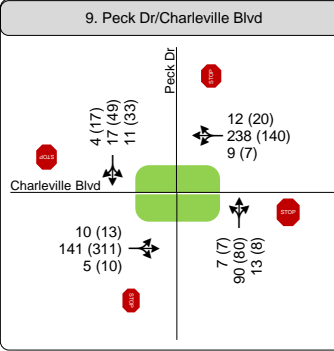 9. Peck Dr/Charleville Blvd
Peck Dr
STOP
4 (17)
17 (49)
11 (33)
12 (20)
238 (140)
9 (7)
STOP
Charleville Blvd
STOP
10 (13)
141 (311)
5 (10)
7 (7)
90 (80)
13 (8)
STOP